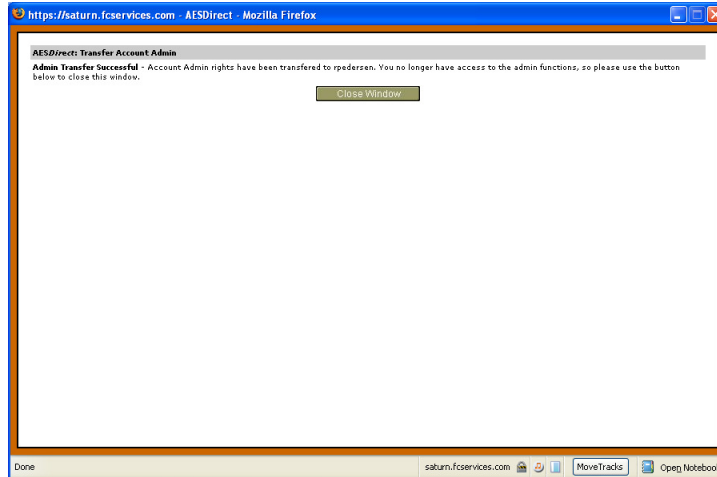 https://saturn.fcservices.com - AESDirect - Mozilla Firefox
AESDirect: Transfer Account Admin
Admin Transfer Successful - Account Admin rights have been transfered to rpedersen. You no longer have access to the admin functions, so please use the button
below to close this window.
Close Window
Done saturn.fcservices.com MoveTracks Open Noteboo